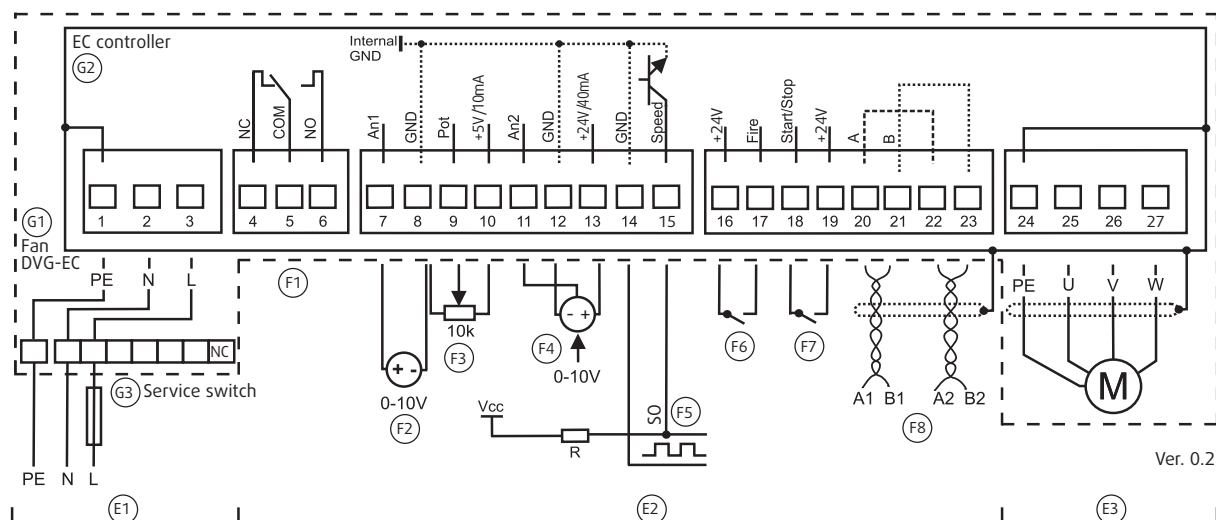 EC controller
G2
Internal
GND
NC
COM
NO
An1
GND
Pot
+5V/10mA
An2
GND
+24V/40mA
GND
Speed
+24V
Fire
Start/Stop
+24V
A
B
1 2 3 4 5 6 7 8 9 10 11 12 13 14 15 16 17 18 19 20 21 22 23 24 25 26 27
G1
Fan
DVG-EC
PE N L
F1
PE U V W
NC
10k
F3
F4
F6
F7
G3 Service switch
0-10V
0-10V
F2
M
A1 B1 A2 B2
F8
Vcc
R
SO
F5
PE N L
Ver. 0.2
E1
E2
E3